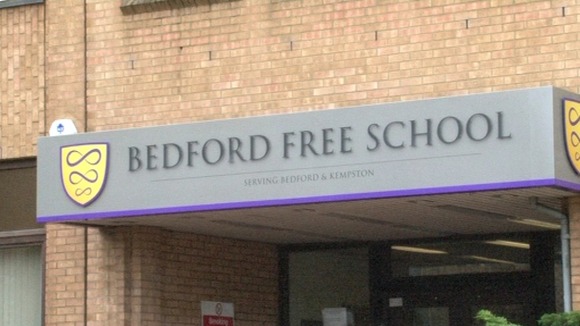 BEDFORD FREE SCHOOL
SERVING BEDFORD & KEMPSTON